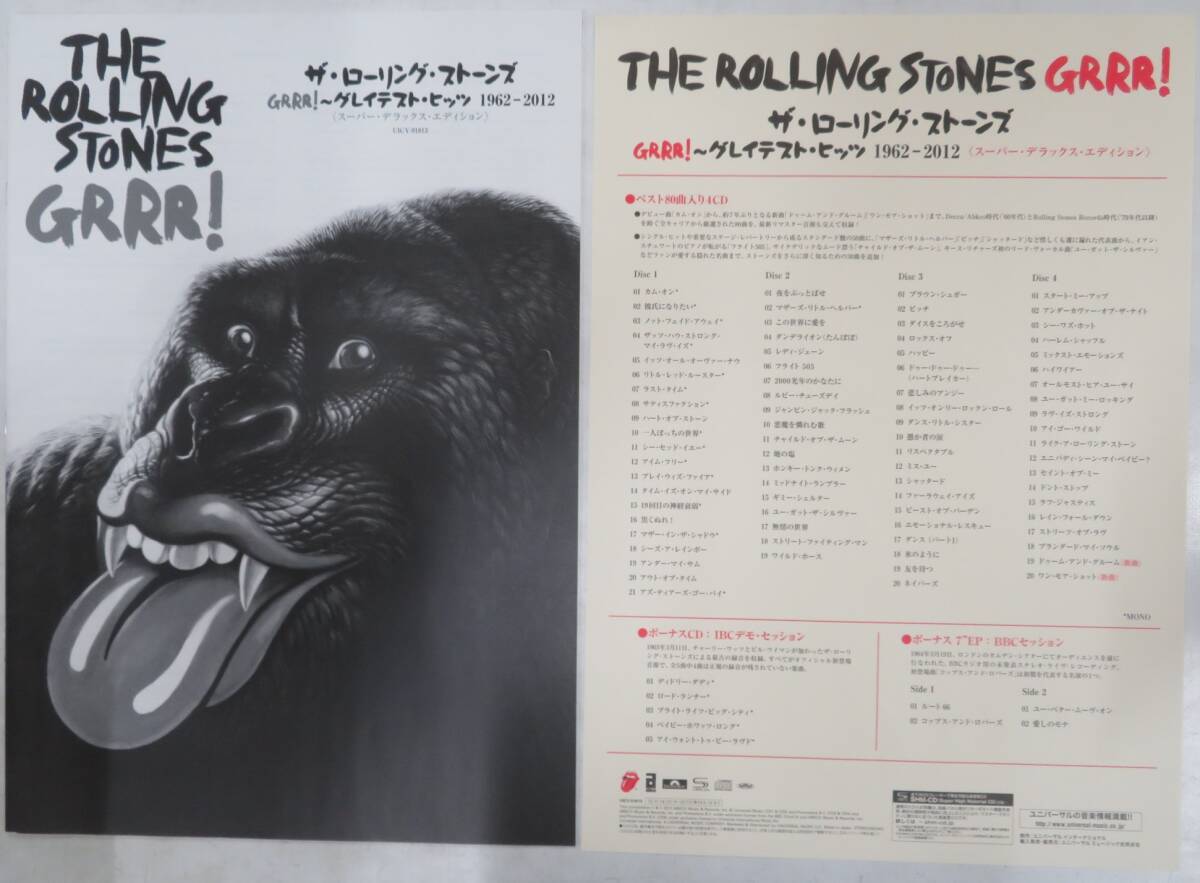 THE
ROLLING
STONES
GRRR!
ザ・ローリング・ストーンズ
GRRR!～グレイテスト・ヒッツ 1962-2012
〈スーパー・デラックス・エディション〉
THE ROLLING STONES GRRR!
ザ・ローリング・ストーンズ
GRRR!～グレイテスト・ヒッツ 1962-2012 〈スーパー・デラックス・エディション〉
●ベスト80曲入り4CD
Disc 1
01 カム・オン*
02 彼氏になりたい*
03 ノット・フェイド・アウェイ*
04 ザッツ・ハウ・ストロング・
マイ・ラヴ・イズ*
05 イッツ・オール・オーヴァー・ナウ
06 リトル・レッド・ルースター*
07 ラスト・タイム*
08 サティスファクション*
09 ハート・オブ・ストーン
10 一人ぼっちの世界*
11 シー・セッド・イエー*
12 アイム・フリー*
13 プレイ・ウィズ・ファイア*
14 タイム・イズ・オン・マイ・サイド
15 19回目の神経衰弱*
16 黒くぬれ!
17 マザー・イン・ザ・シャドウ*
18 シーズ・ア・レインボー
19 アンダー・マイ・サム
20 アウト・オブ・タイム
21 アズ・ティアーズ・ゴー・バイ*
Disc 2
01 夜をぶっとばせ
02 マザーズ・リトル・ヘルパー*
03 この世界に愛を
04 ダンデライオン(たんぽぽ)
05 レディ・ジェーン
06 フライト 505
07 2000光年のかなたに
08 ルビー・チューズデイ
09 ジャンピン・ジャック・フラッシュ
10 悪魔を憐れむ歌
11 チャイルド・オブ・ザ・ムーン
12 地の塩
13 ホンキー・トンク・ウィメン
14 ミッドナイト・ランブラー
15 ギミー・シェルター
16 ユー・ガット・ザ・シルヴァー
17 無情の世界
18 ストリート・ファイティング・マン
19 ワイルド・ホース
Disc 3
01 ブラウン・シュガー
02 ビッチ
03 ダイスをころがせ
04 ロックス・オフ
05 ハッピー
06 ドゥー・ドゥー・ドゥー…
(ハートブレイカー)
07 悲しみのアンジー
08 イッツ・オンリー・ロックン・ロール
09 ダンス・リトル・シスター
10 愚か者の涙
11 リスペクタブル
12 ミス・ユー
13 シャッタード
14 ファーラウェイ・アイズ
15 ビースト・オブ・バーデン
16 エモーショナル・レスキュー
17 ダンス(パート1)
18 氷のように
19 友を待つ
20 ネイバーズ
Disc 4
01 スタート・ミー・アップ
02 アンダーカヴァー・オブ・ザ・ナイト
03 シー・ワズ・ホット
04 ハーレム・シャッフル
05 ミックスト・エモーションズ
06 ハイワイアー
07 オールモスト・ヒア・ユー・サイ
08 ユー・ガット・ミー・ロッキング
09 ラヴ・イズ・ストロング
10 アイ・ゴー・ワイルド
11 ライク・ア・ローリング・ストーン
12 エニバディ・シーン・マイ・ベイビー?
13 セイント・オブ・ミー
14 ドント・ストップ
15 ラフ・ジャスティス
16 レイン・フォール・ダウン
17 ストリーツ・オブ・ラヴ
18 ブランデード・マイ・ソウル
19 ドゥーム・アンド・グルーム(新曲)
20 ワン・モア・ショット(新曲)
*MONO
●ボーナスCD:IBCデモ・セッション
01 ディドリー・ダディ*
02 ロード・ランナー*
03 ブライト・ライツ・ビッグ・シティ*
04 ベイビー・ホワッツ・ロング*
05 アイ・ウォント・トゥ・ビー・ラヴド*
●ボーナス 7"EP:BBCセッション
Side 1
01 ルート66
02 コップス・アンド・ロバーズ
Side 2
01 ユー・ベター・ムーヴ・オン
02 愛しのモナ
SHM-CD
ユニバーサルの音楽情報満載!!
http://www.universal-music.co.jp/